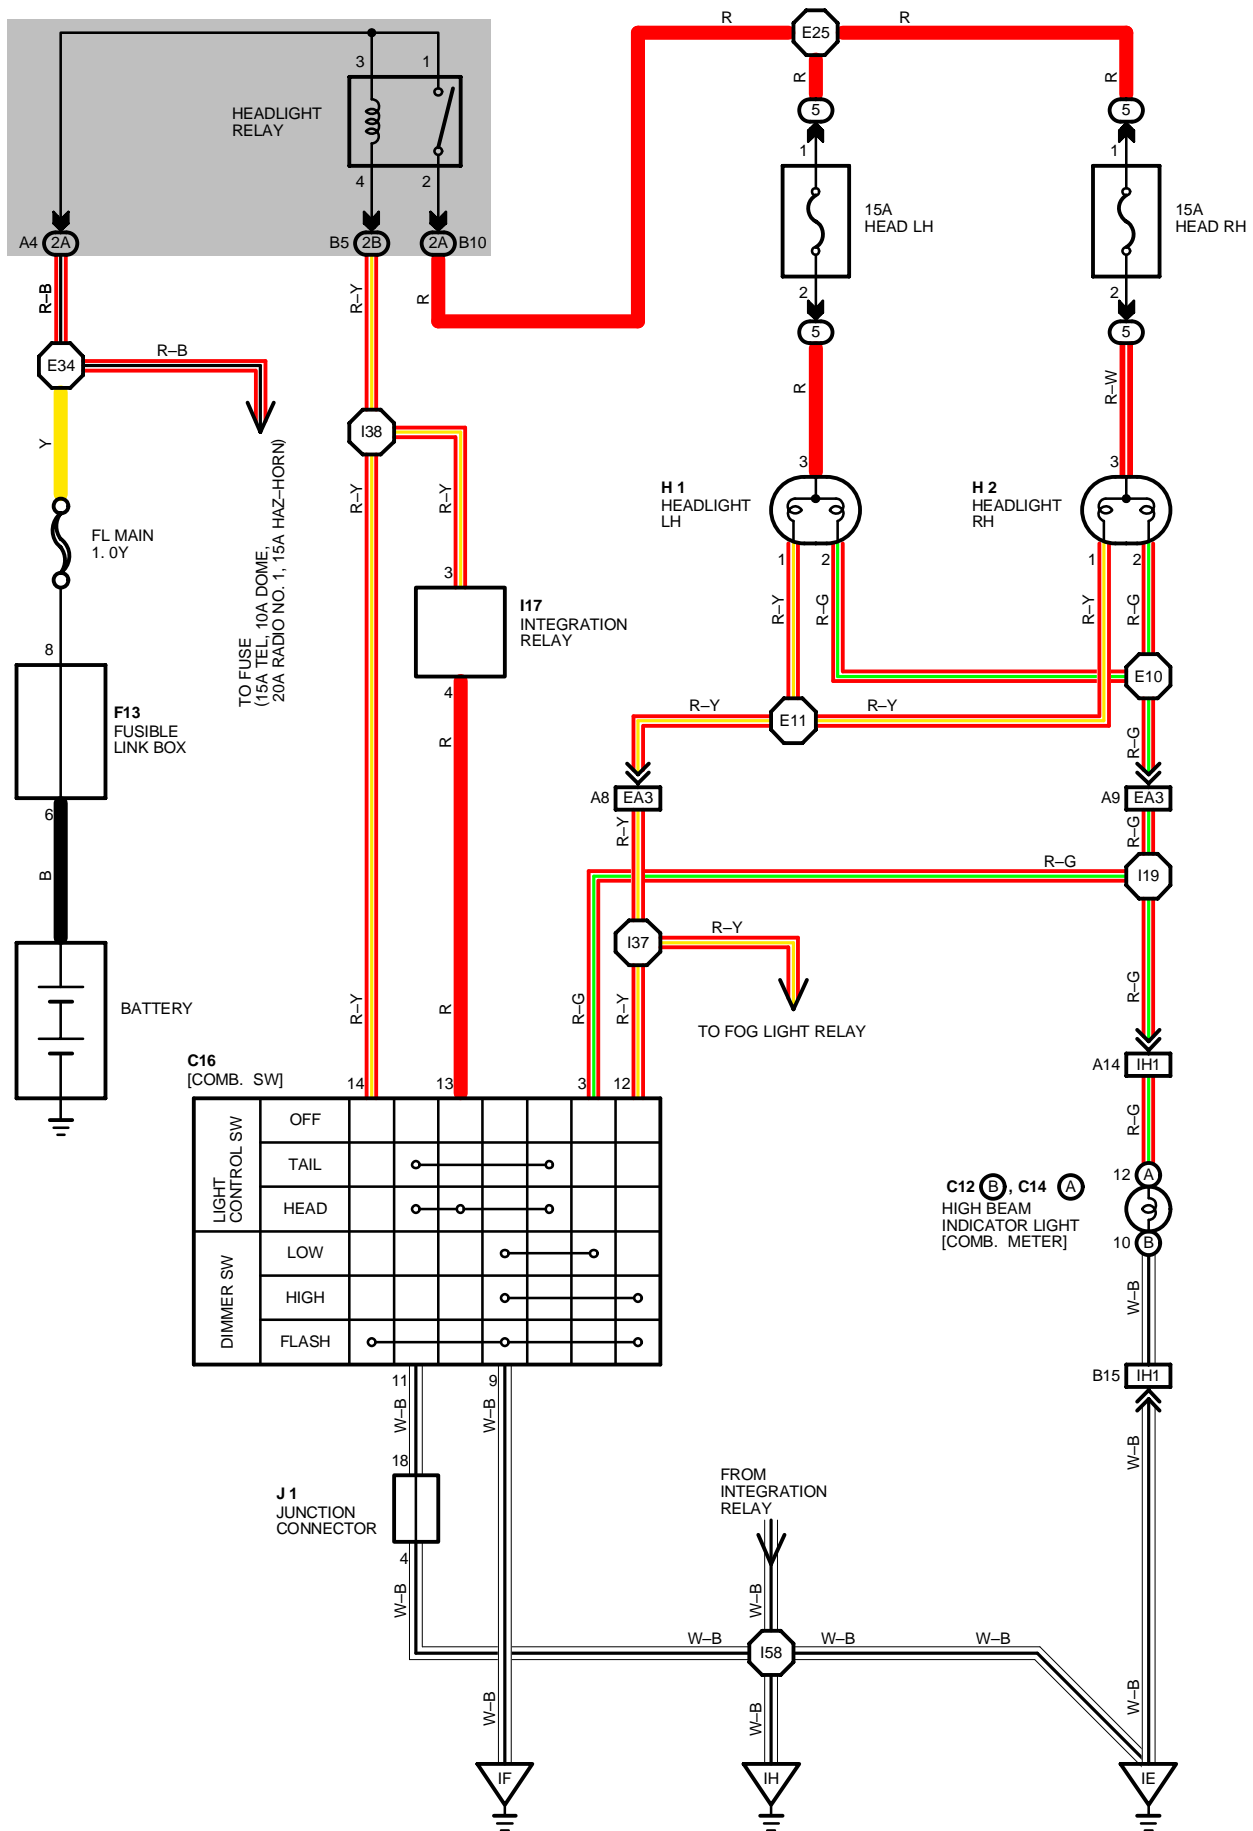 R
R
E25
3
1
R
R
5
5
HEADLIGHT
RELAY
1
1
4
2
15A
HEAD LH
15A
HEAD RH
A4
2A
B5
2B
2A
B10
2
2
R–B
R–Y
R
5
5
R–B
E34
R
R–W
I38
Y
TO FUSE
(15A TEL, 10A DOME,
20A RADIO NO. 1, 15A HAZ–HORN)
3
3
R–Y
R–Y
H 1
HEADLIGHT
LH
H 2
HEADLIGHT
RH
FL MAIN
1. 0Y
3
1
2
1
2
I17
INTEGRATION
RELAY
R–Y
R–G
R–Y
R–G
8
4
E10
F13
FUSIBLE
LINK BOX
R–Y
E11
R–Y
R
R–G
A8
EA3
A9
EA3
6
R–Y
R–G
B
R–G
I19
I37
R–Y
R–G
BATTERY
R–Y
R
R–G
R–Y
TO FOG LIGHT RELAY
C16
[COMB. SW]
14
13
3
12
A14
IH1
R–G
LIGHT
CONTROL SW
OFF
TAIL
HEAD
DIMMER SW
LOW
HIGH
FLASH
12
A
C12 B, C14 A
HIGH BEAM
INDICATOR LIGHT
[COMB. METER]
10
B
W–B
11
9
B15
IH1
W–B
W–B
W–B
18
J 1
JUNCTION
CONNECTOR
FROM
INTEGRATION
RELAY
4
W–B
W–B
W–B
I58
W–B
W–B
W–B
W–B
W–B
IF
IH
IE